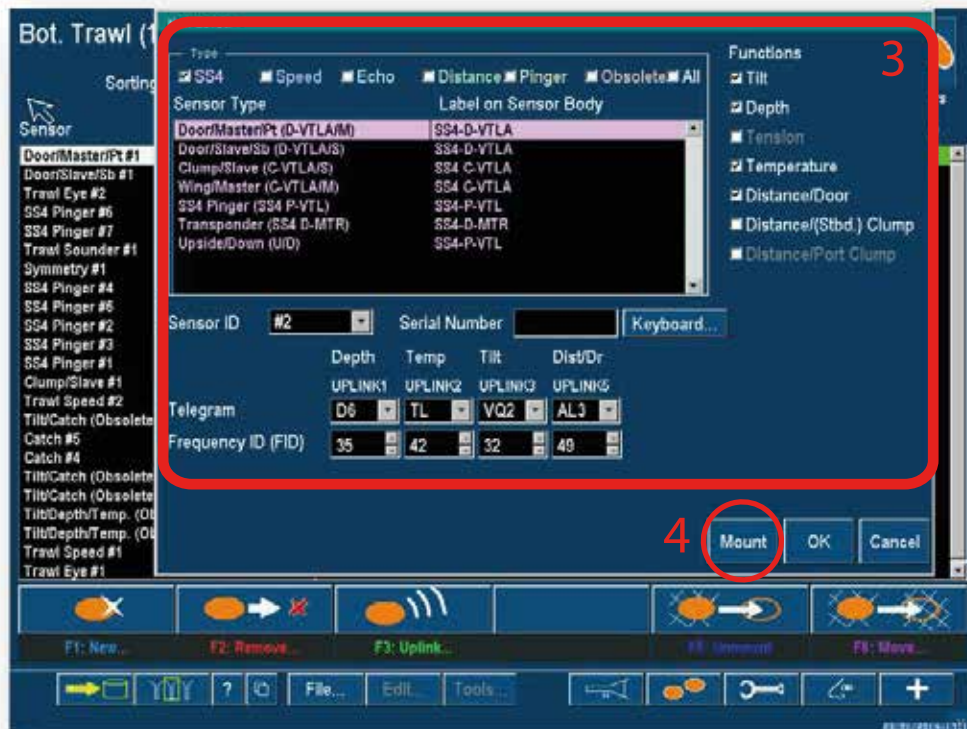 Bot. Trawl (1
Sorting
Sensor
Door/Master/Pt #1
Door/Slave/Sb #1
Trawl Eye #2
SS4 Pinger #6
SS4 Pinger #7
Trawl Sounder #1
Symmetry #1
SS4 Pinger #4
SS4 Pinger #5
SS4 Pinger #2
SS4 Pinger #3
SS4 Pinger #1
Clump/Slave #1
Trawl Speed #2
Tilt/Catch (Obsolete
Catch #5
Catch #4
Tilt/Catch (Obsolete
Tilt/Catch (Obsolete
Tilt/Depth/Temp. (Ob
Tilt/Depth/Temp. (Ob
Trawl Speed #1
Trawl Eye #1
3
Type
SS4 Speed Echo Distance Pinger Obsolete All
Sensor Type Label on Sensor Body
Door/Master/Pt (D-VTLA/M) SS4-D-VTLA
Door/Slave/Sb (D-VTLA/S) SS4-D-VTLA
Clump/Slave (C-VTLA/S) SS4 C-VTLA
Wing/Master (C-VTLA/M) SS4 C-VTLA
SS4 Pinger (SS4 P-VTL) SS4-P-VTL
Transponder (SS4 D-MTR) SS4-D-MTR
Upside/Down (U/D) SS4-P-VTL
Functions
Tilt
Depth
Tension
Temperature
Distance/Door
Distance/(Stbd.) Clump
Distance/Port Clump
Sensor ID #2 Serial Number Keyboard...
Depth Temp Tilt Dist/Dr
UPLINK1 UPLINK2 UPLINK3 UPLINK5
Telegram D6 TL VQ2 AL3
Frequency ID (FID) 35 42 32 49
4
Mount OK Cancel
F1: New... F2: Remove... F3: Uplink... Unmount F6: Move...
? File... Edit... Tools...